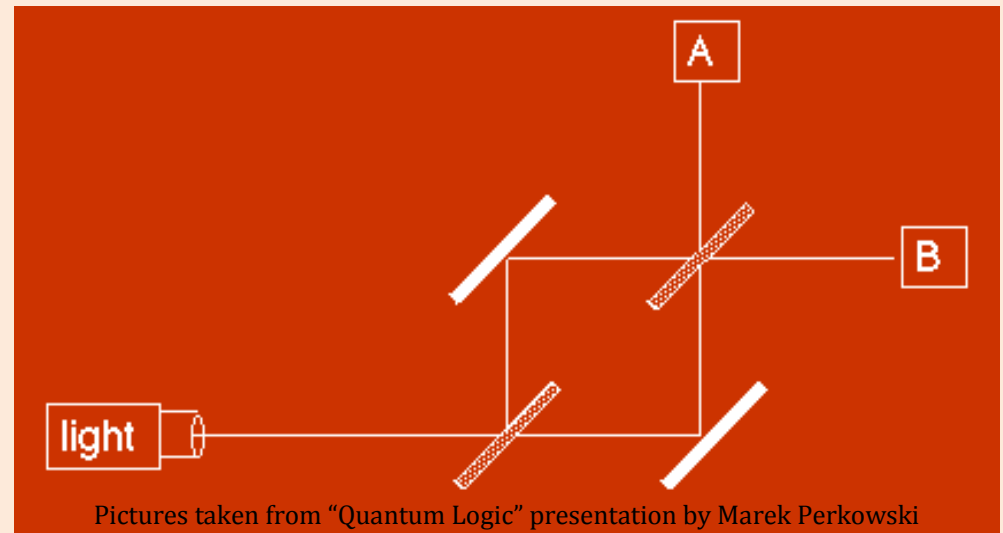 A
B
light
Pictures taken from “Quantum Logic” presentation by Marek Perkowski